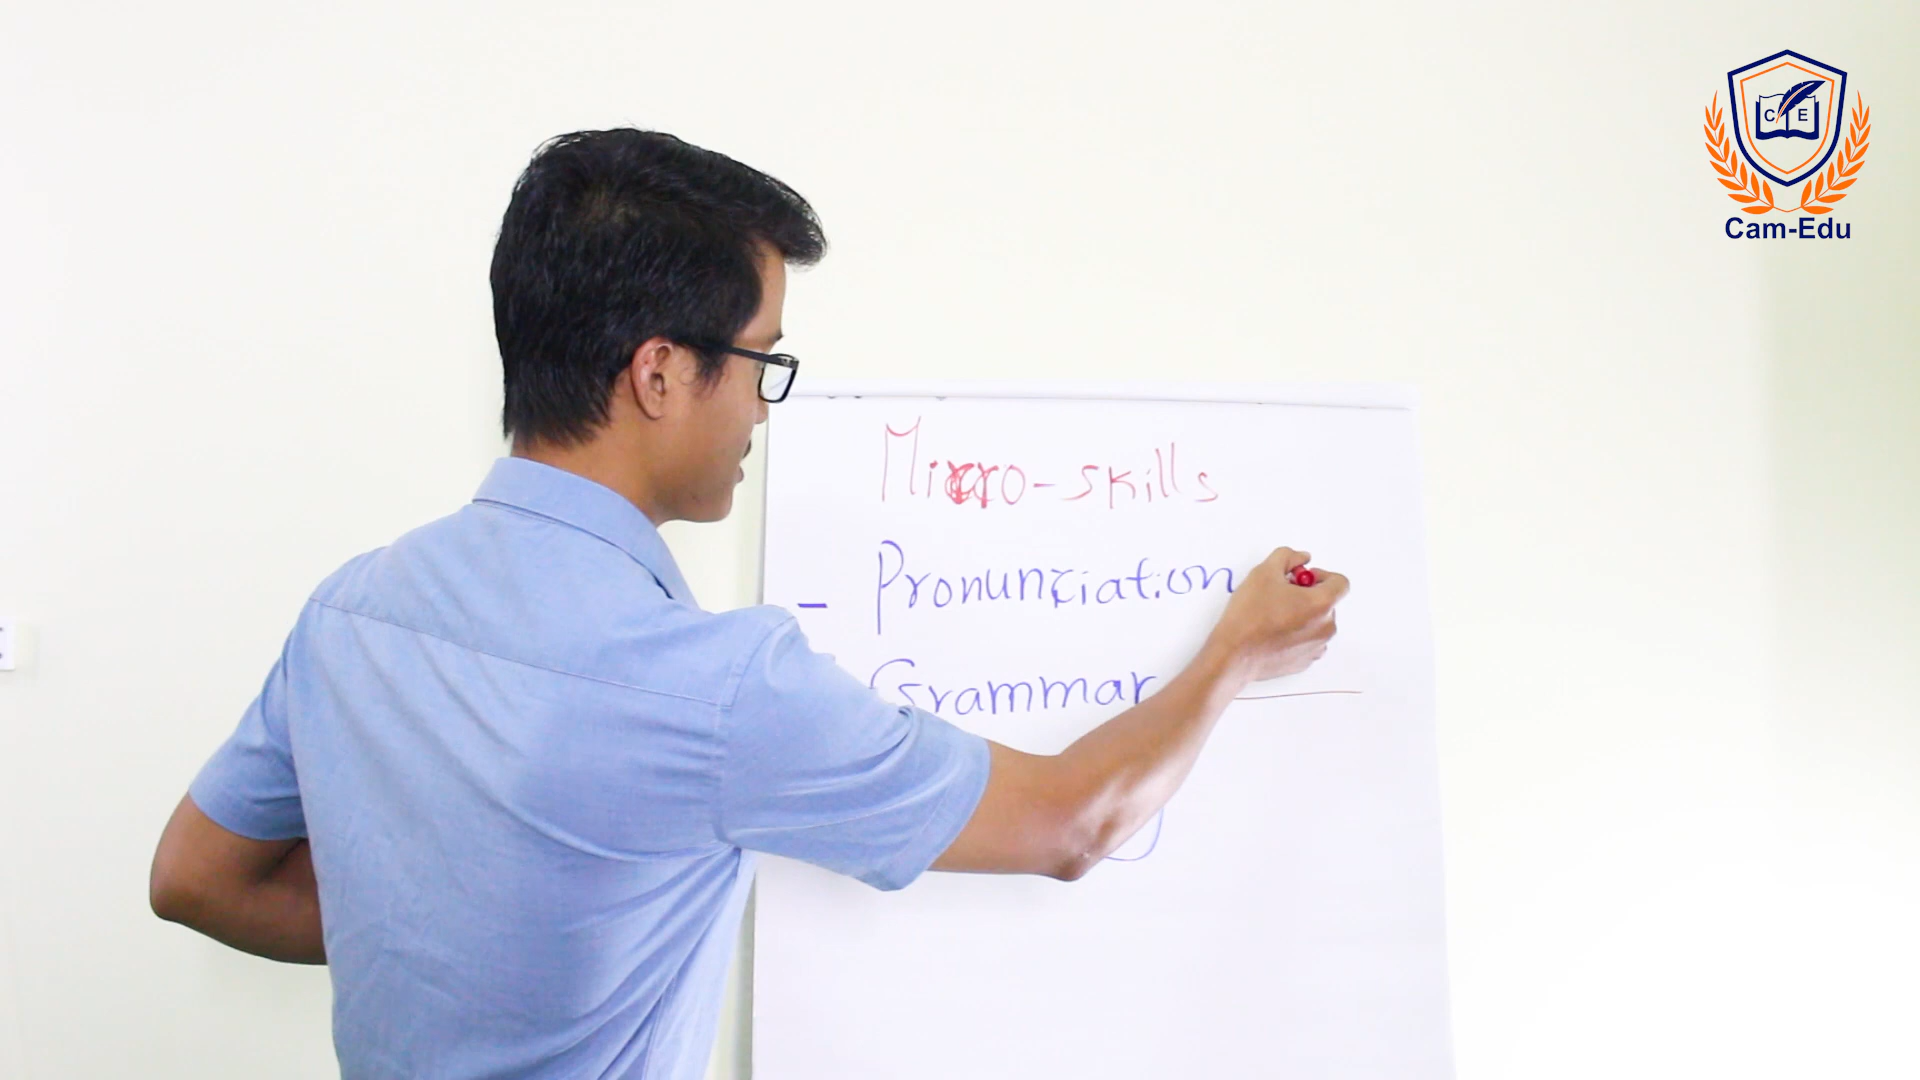 C E
Cam-Edu
Micro-skills
- Pronunciation
Grammar